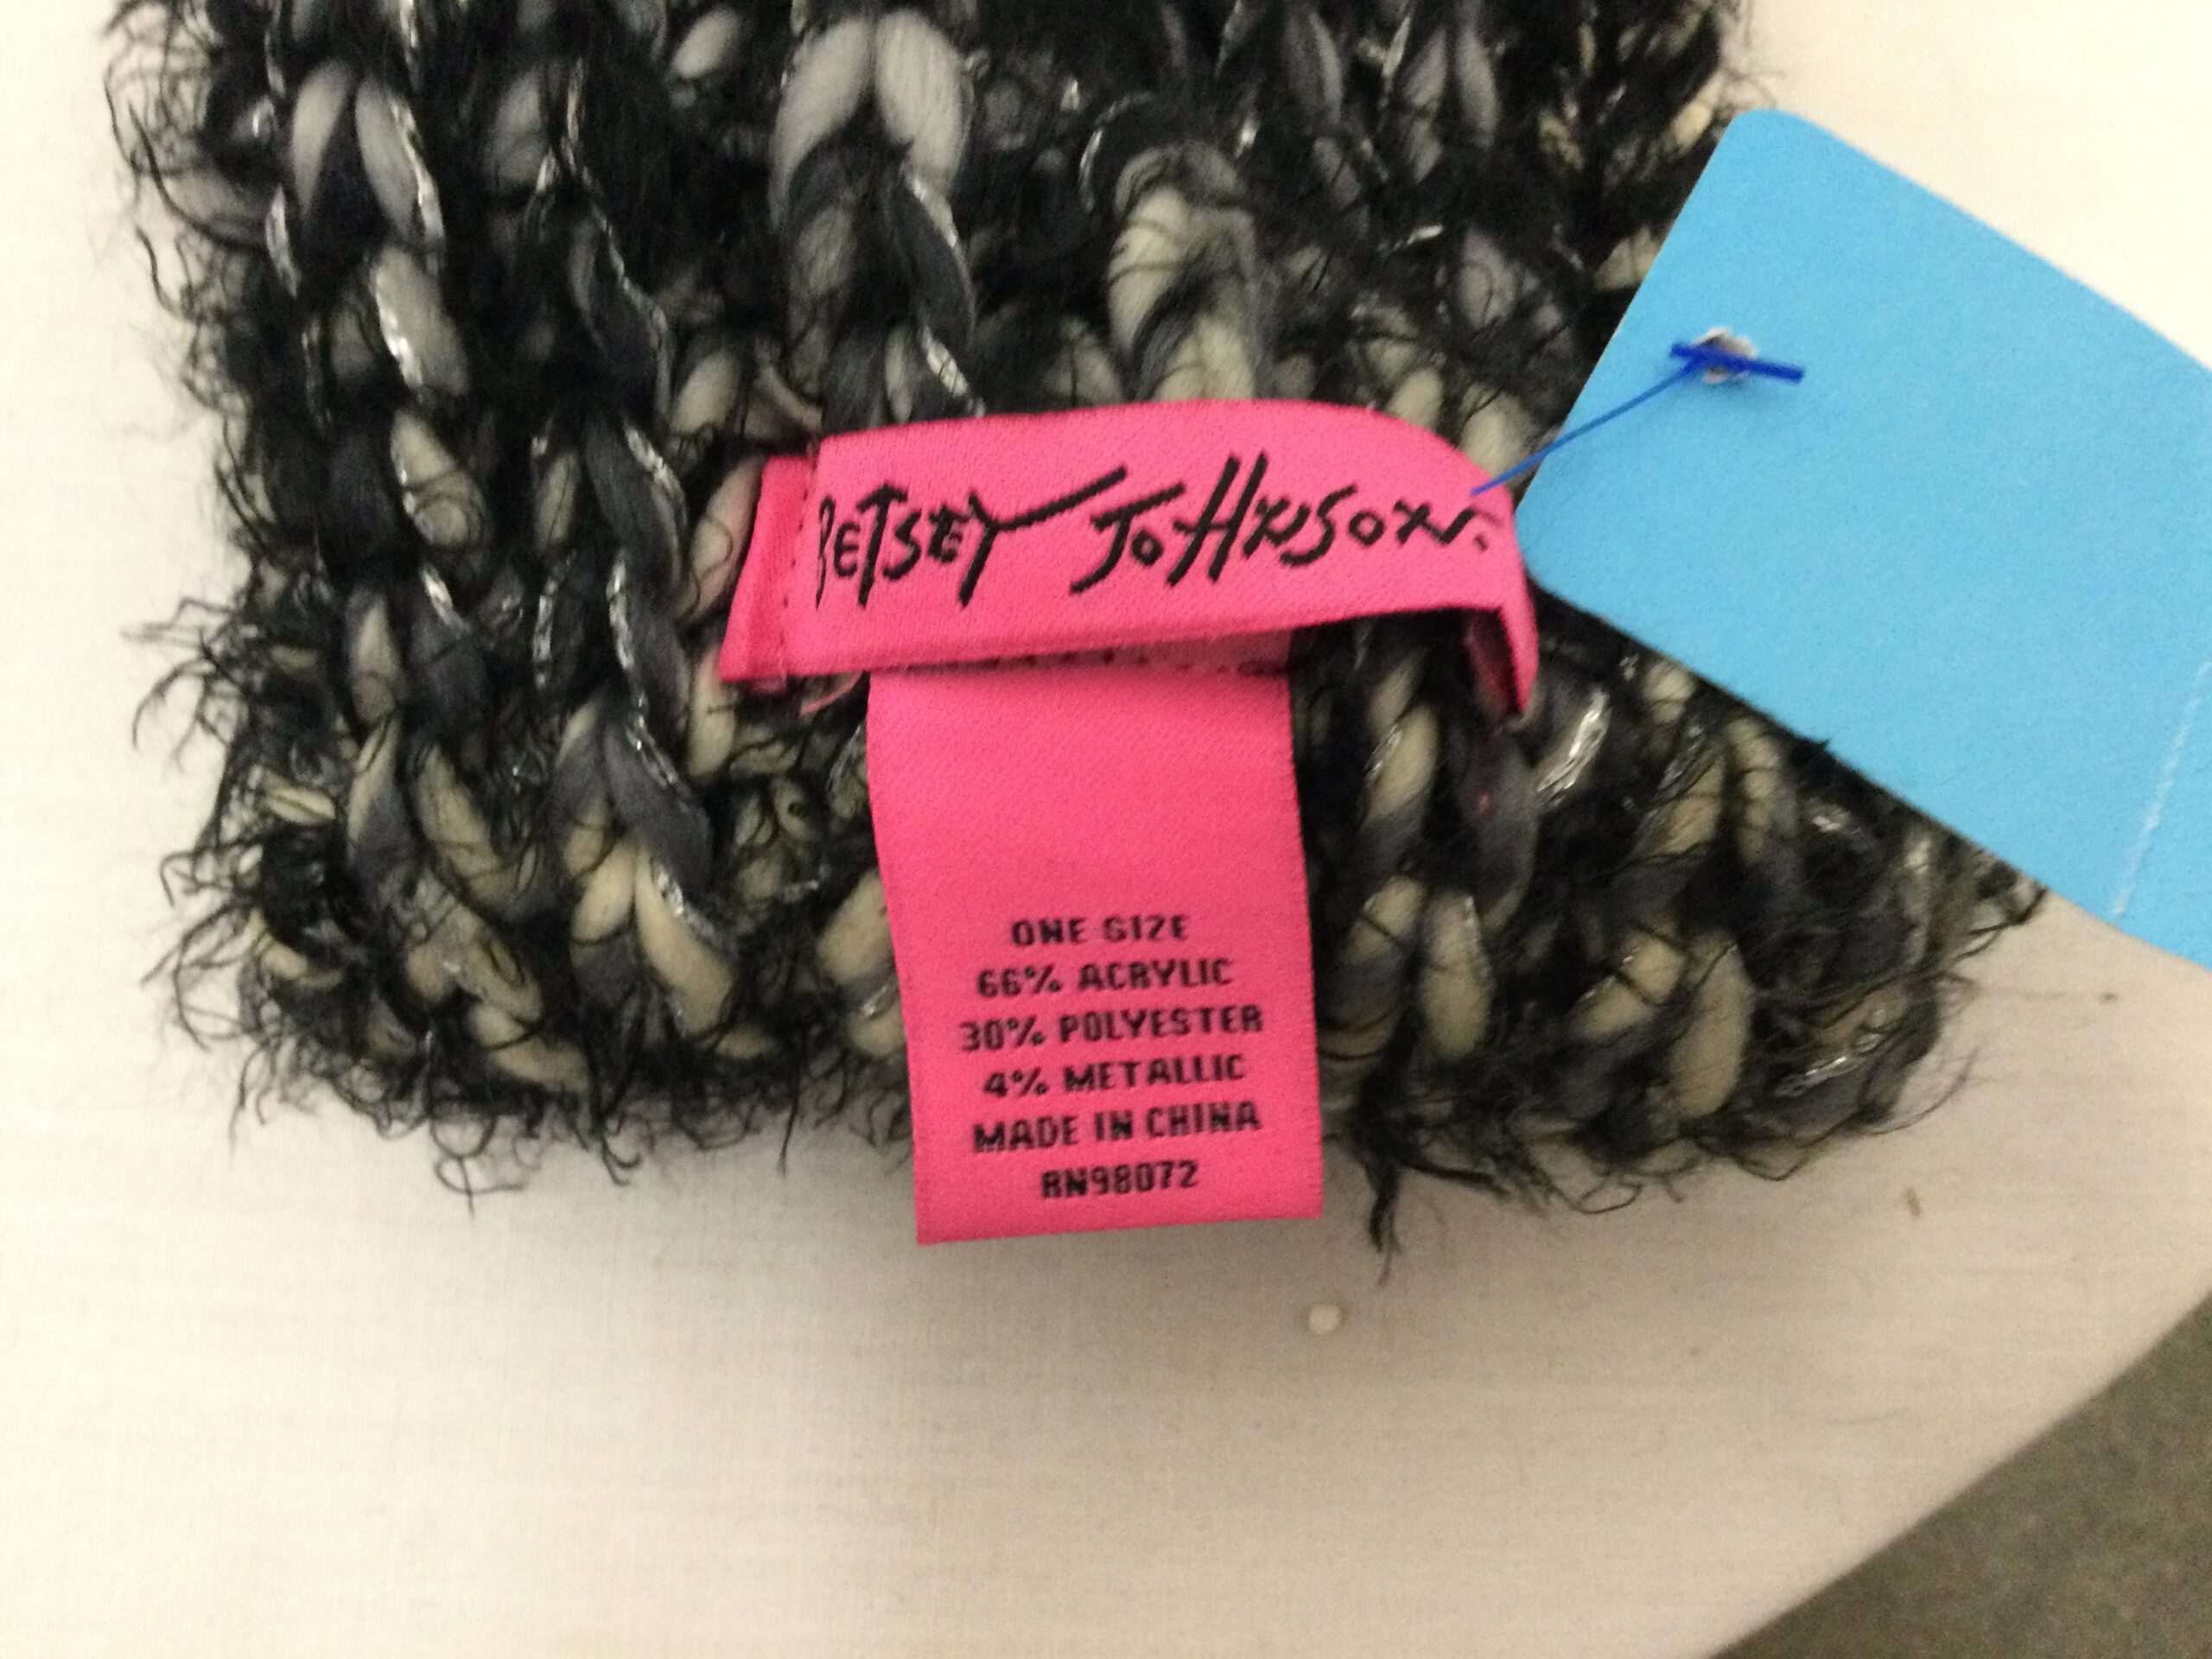 BETSEY JOHNSON.
ONE SIZE
66% ACRYLIC
30% POLYESTER
4% METALLIC
MADE IN CHINA
RN98072